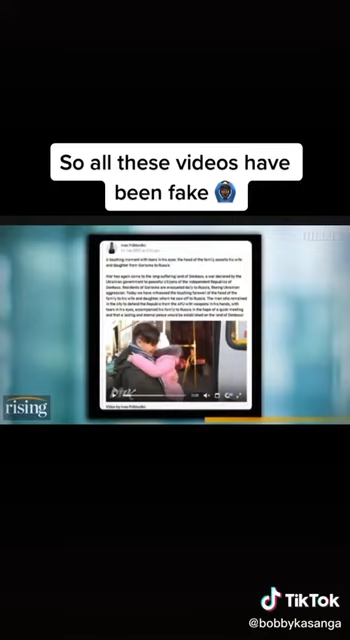 So all these videos have
been fake
A touching moment with tears in his eyes: the head of the family escorts his wife
and daughter from Gorlovka to Russia
War has again come to the long-suffering land of Donbass, a war declared by the
Ukrainian government to peaceful citizens of the independent Republic of
Donbass. Residents of Gorlovka are evacuated daily to Russia, fleeing Ukrainian
aggression. Today we have witnessed the touching farewell of the head of the
family to his wife and daughter, whom he saw off to Russia. The man who remained
in the city to defend the Republic from the AFU with weapons in his hands, with
tears in his eyes, accompanied his family to Russia in the hope of a quick meeting
and that a lasting and eternal peace would be established on the land of Donbass!
rising
TikTok
@bobbykasanga